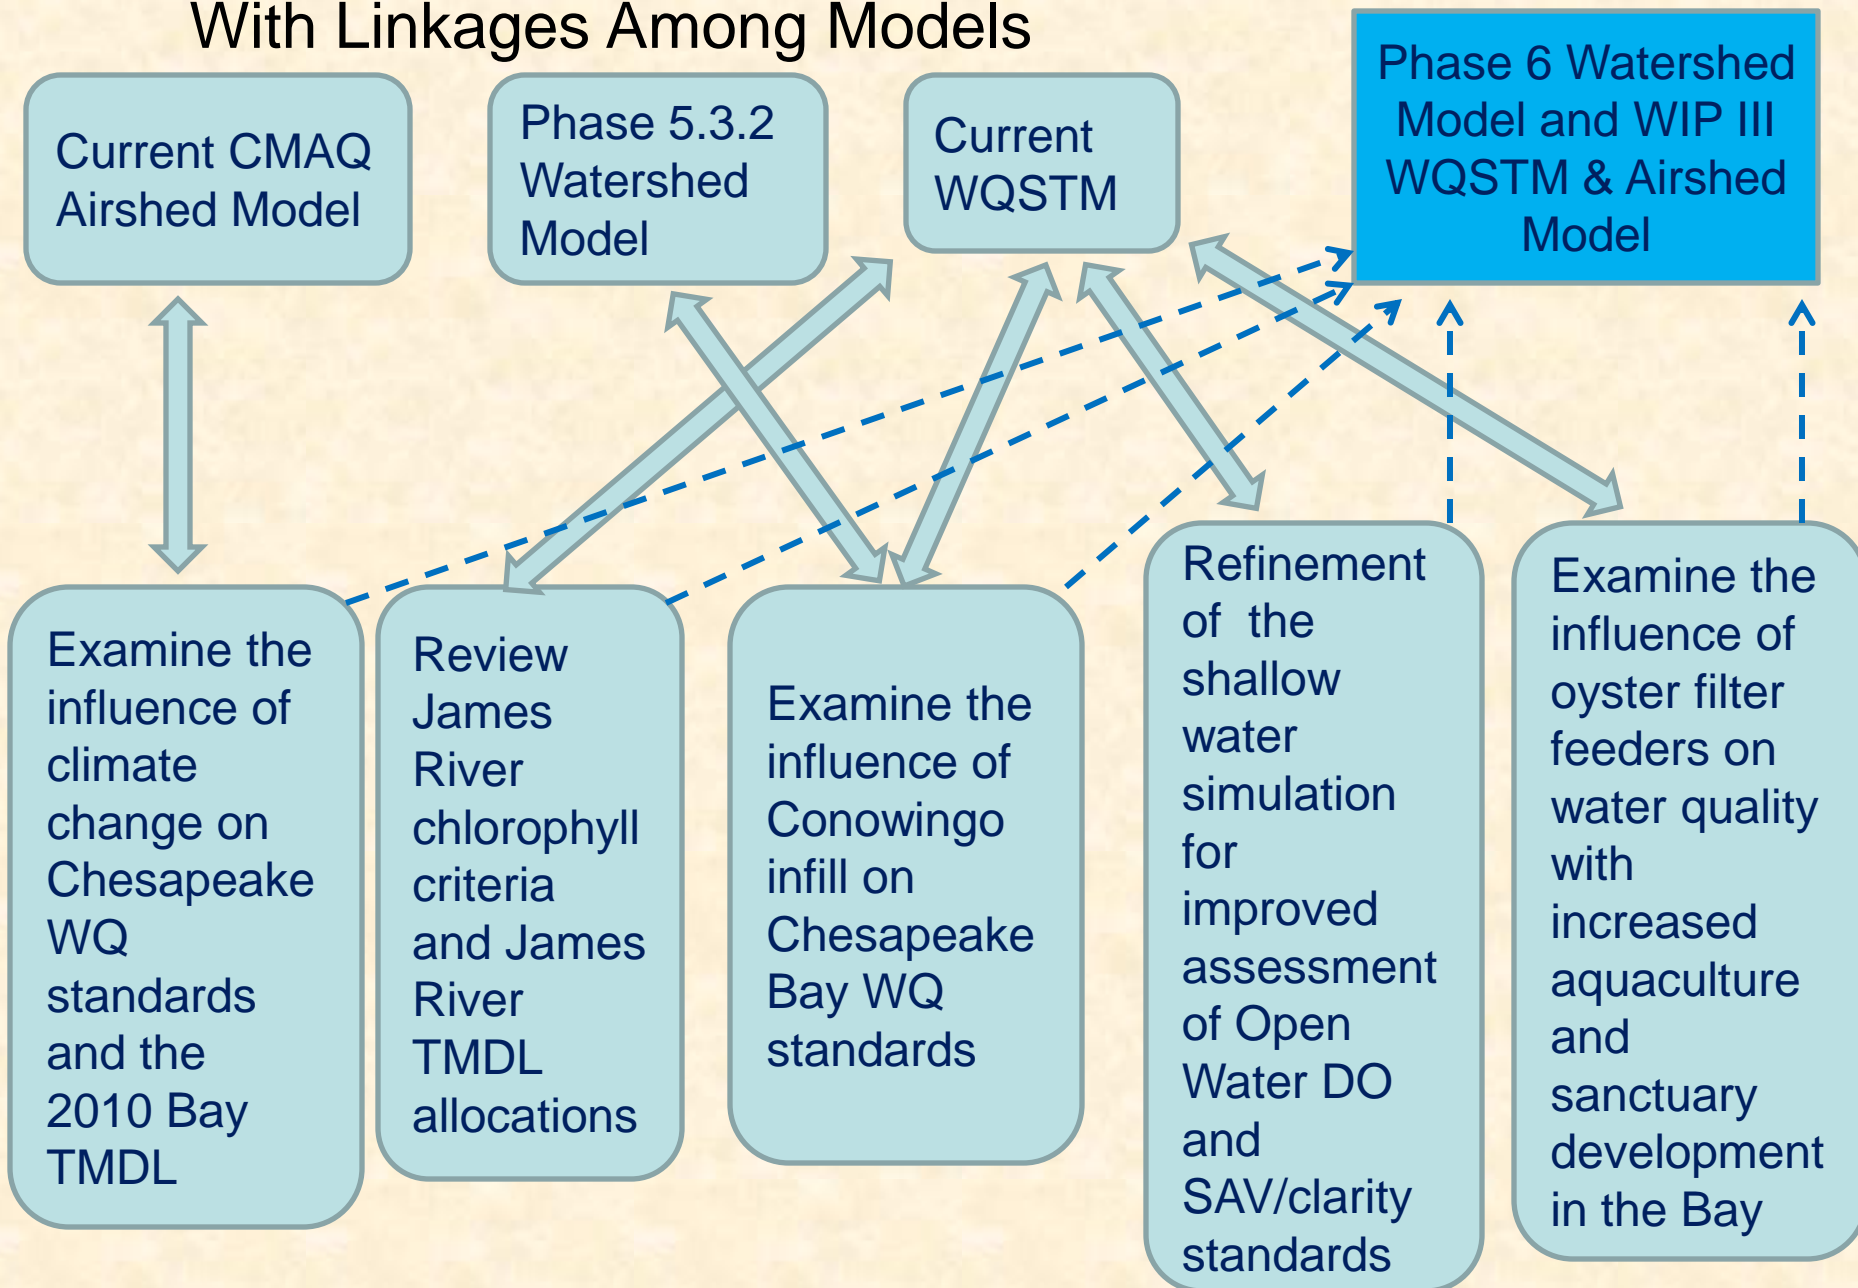 With Linkages Among Models
Current CMAQ
Airshed Model
Phase 5.3.2
Watershed
Model
Current
WQSTM
Phase 6 Watershed
Model and WIP III
WQSTM & Airshed
Model
Examine the
influence of
climate
change on
Chesapeake
WQ
standards
and the
2010 Bay
TMDL
Review
James
River
chlorophyll
criteria
and James
River
TMDL
allocations
Examine the
influence of
Conowingo
infill on
Chesapeake
Bay WQ
standards
Refinement
of the
shallow
water
simulation
for
improved
assessment
of Open
Water DO
and
SAV/clarity
standards
Examine the
influence of
oyster filter
feeders on
water quality
with
increased
aquaculture
and
sanctuary
development
in the Bay